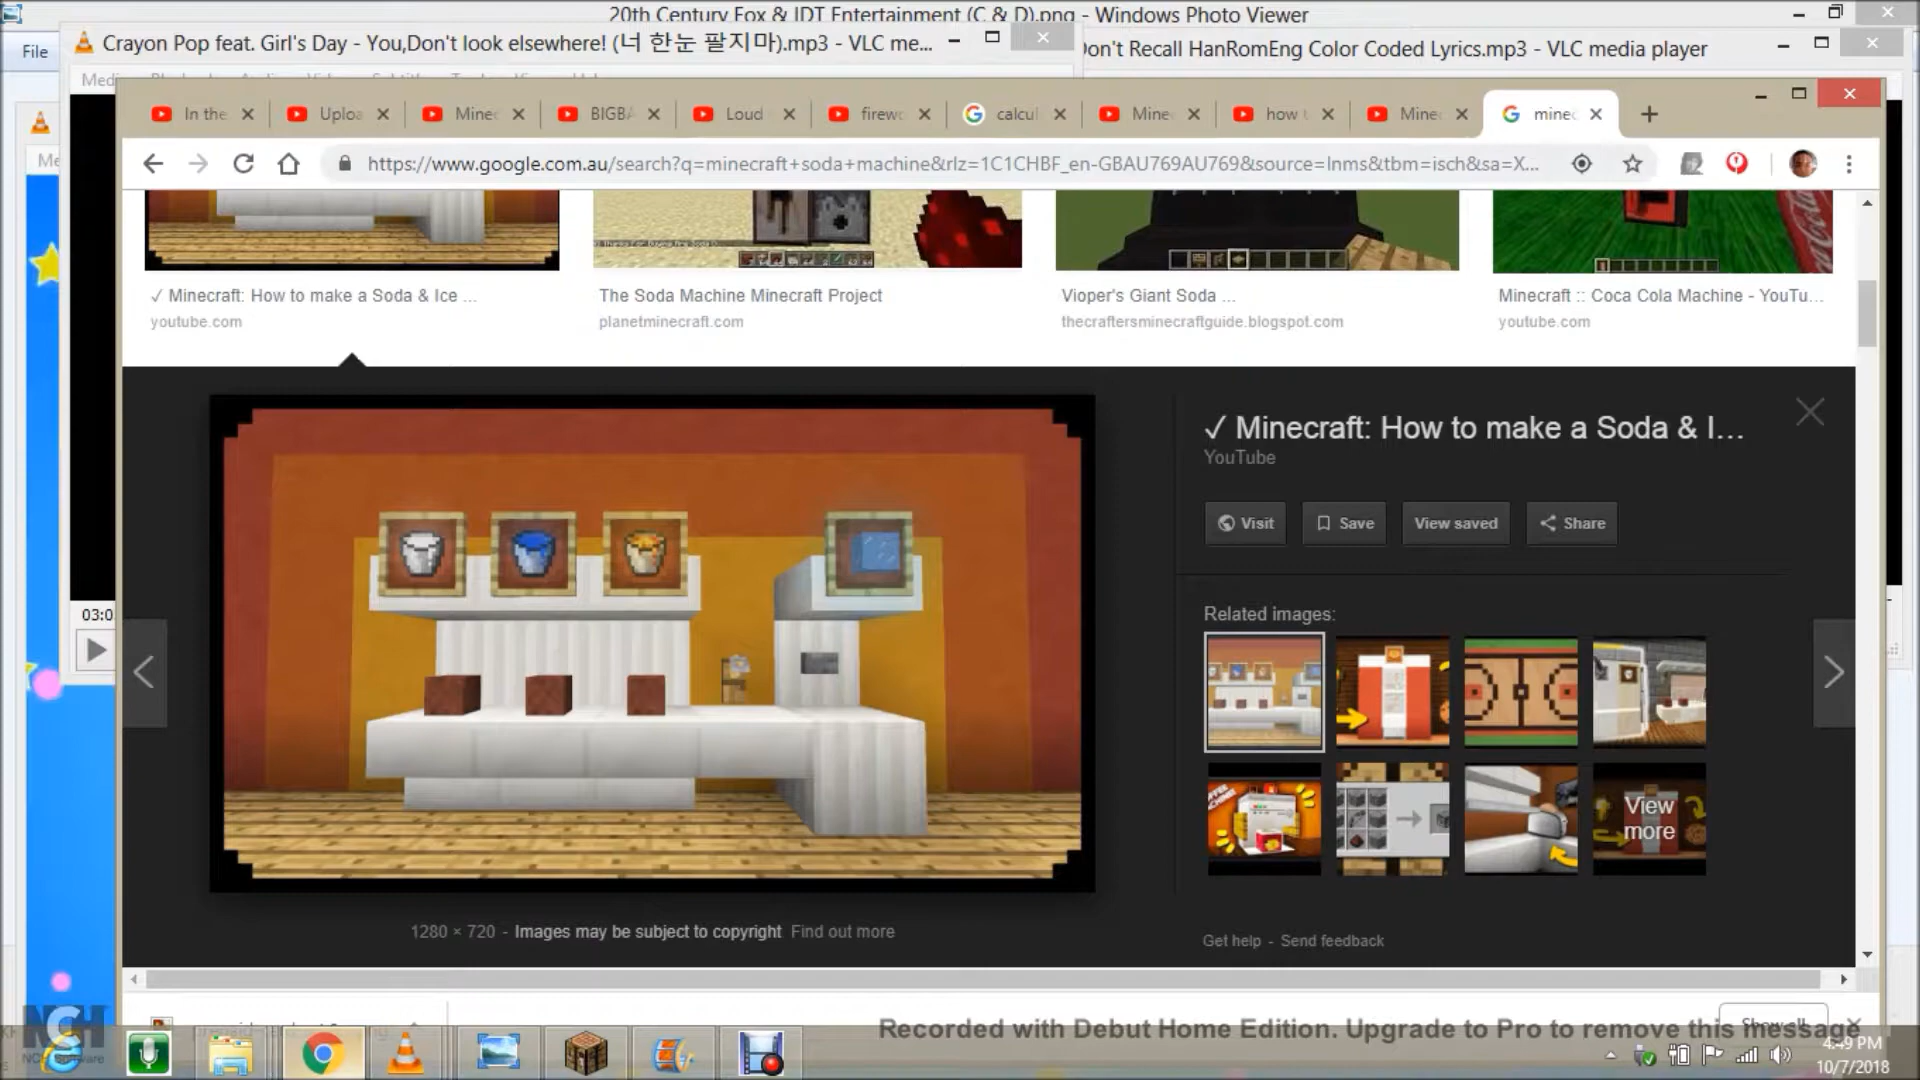 20th Century Fox & IDT Entertainment (C & D).png - Windows Photo Viewer
File
Crayon Pop feat. Girl's Day - You,Don't look elsewhere! (너 한눈 팔지마).mp3 - VLC me...
Don't Recall HanRomEng Color Coded Lyrics.mp3 - VLC media player
In the
Uploa
Mine
BIGBA
Loud
firew
calcul
Mine
how
Mine
minec
https://www.google.com.au/search?q=minecraft+soda+machine&rlz=1C1CHBF_en-GBAU769AU769&source=lnms&tbm=isch&sa=X...
✓ Minecraft: How to make a Soda & Ice ...
youtube.com
The Soda Machine Minecraft Project
planetminecraft.com
Vioper's Giant Soda ...
thecraftersminecraftguide.blogspot.com
Minecraft :: Coca Cola Machine - YouTu...
youtube.com
✓ Minecraft: How to make a Soda & I...
YouTube
Visit
Save
View saved
Share
Related images:
View more
1280 × 720 - Images may be subject to copyright Find out more
Get help - Send feedback
03:0
Show all
Recorded with Debut Home Edition. Upgrade to Pro to remove this message
NCH Software
4:49 PM
10/7/2018